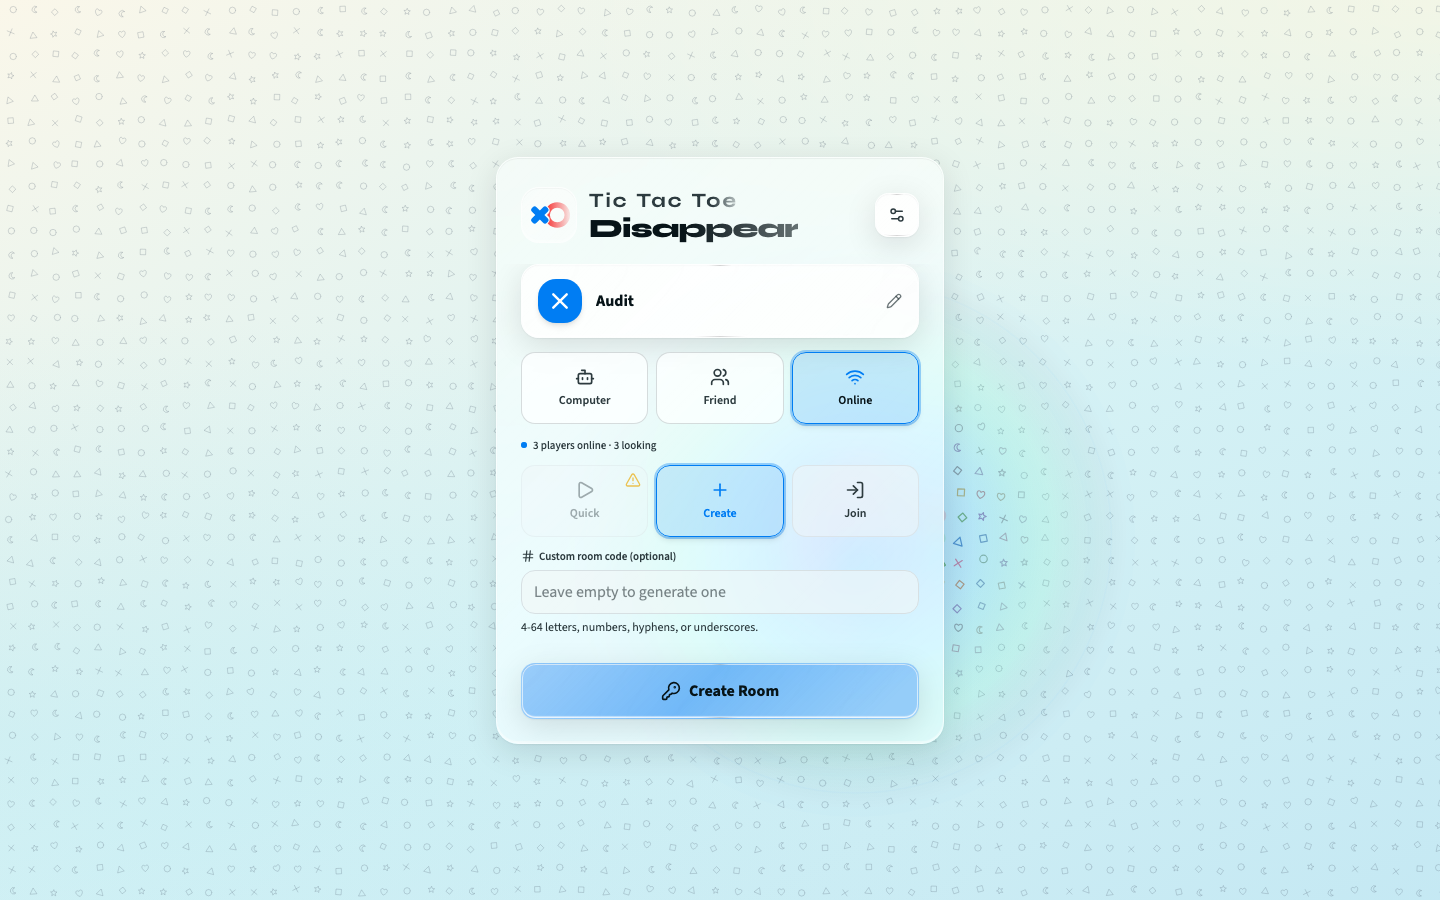 Tic Tac Toe
Disappear
Audit
Computer
Friend
Online
3 players online · 3 looking
Quick
Create
Join
Custom room code (optional)
Leave empty to generate one
4-64 letters, numbers, hyphens, or underscores.
Create Room